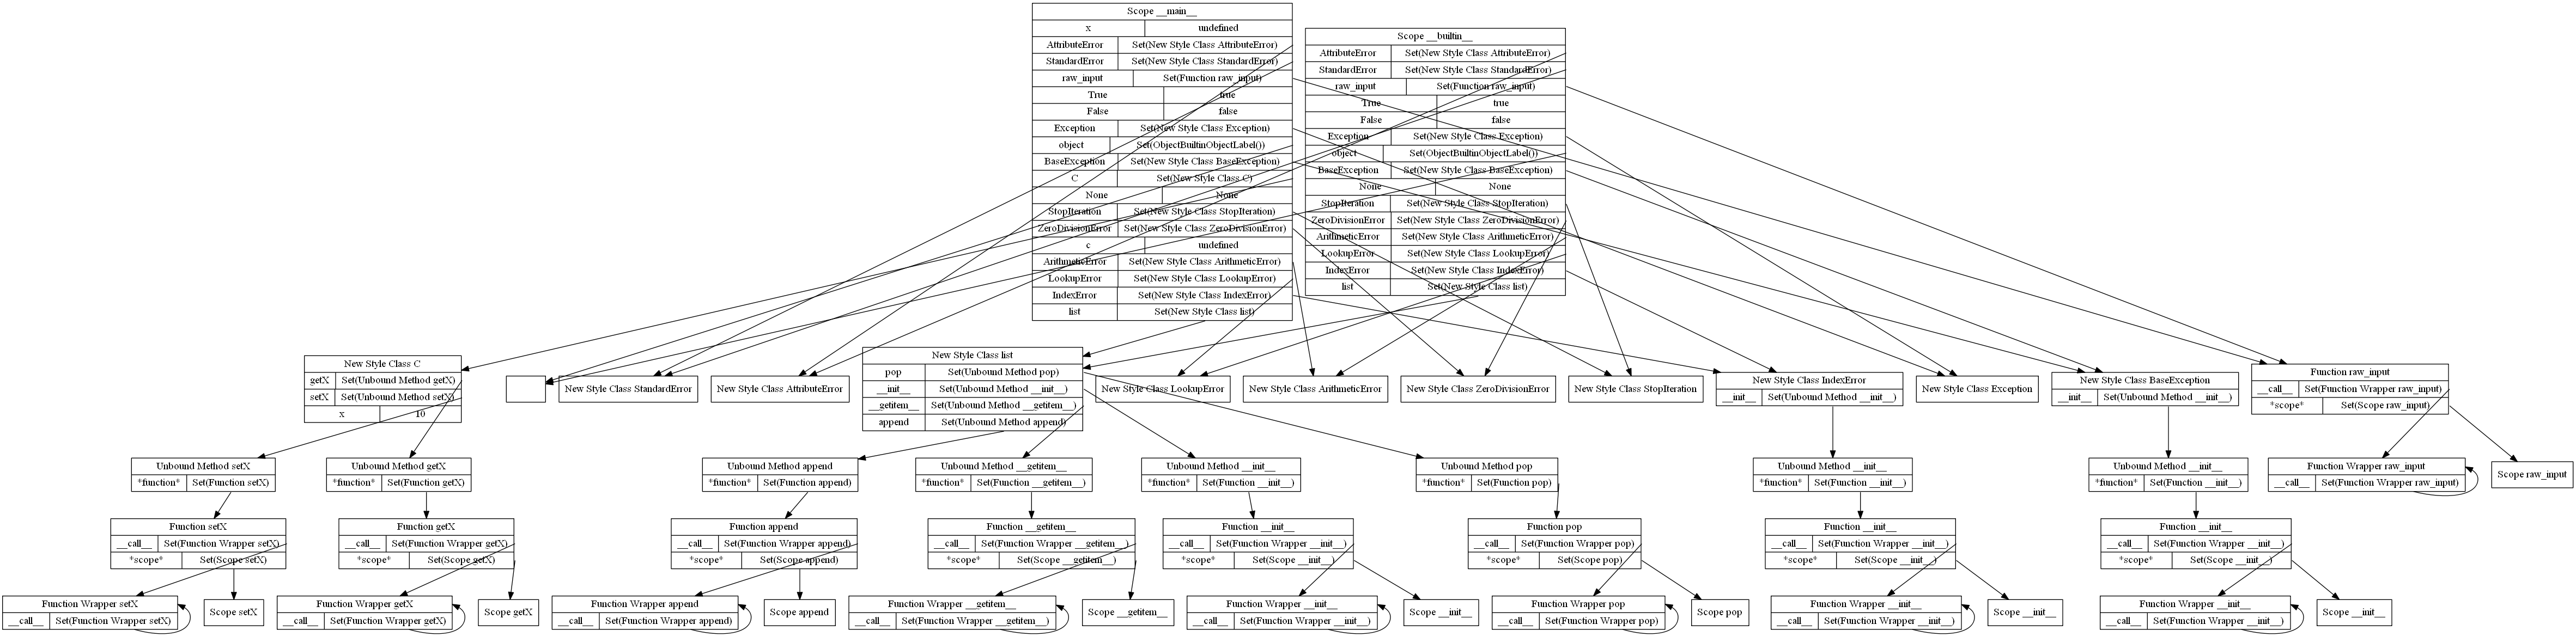 Scope __main__
x undefined
AttributeError Set(New Style Class AttributeError)
StandardError Set(New Style Class StandardError)
raw_input Set(Function raw_input)
True true
False false
Exception Set(New Style Class Exception)
object Set(ObjectBuiltinObjectLabel())
BaseException Set(New Style Class BaseException)
C Set(New Style Class C)
None None
StopIteration Set(New Style Class StopIteration)
ZeroDivisionError Set(New Style Class ZeroDivisionError)
c undefined
ArithmeticError Set(New Style Class ArithmeticError)
LookupError Set(New Style Class LookupError)
IndexError Set(New Style Class IndexError)
list Set(New Style Class list)
Scope __builtin__
AttributeError Set(New Style Class AttributeError)
StandardError Set(New Style Class StandardError)
raw_input Set(Function raw_input)
True true
False false
Exception Set(New Style Class Exception)
object Set(ObjectBuiltinObjectLabel())
BaseException Set(New Style Class BaseException)
None None
StopIteration Set(New Style Class StopIteration)
ZeroDivisionError Set(New Style Class ZeroDivisionError)
ArithmeticError Set(New Style Class ArithmeticError)
LookupError Set(New Style Class LookupError)
IndexError Set(New Style Class IndexError)
list Set(New Style Class list)
New Style Class C
getX Set(Unbound Method getX)
setX Set(Unbound Method setX)
x 10
New Style Class StandardError
New Style Class AttributeError
New Style Class list
pop Set(Unbound Method pop)
__init__ Set(Unbound Method __init__)
__getitem__ Set(Unbound Method __getitem__)
append Set(Unbound Method append)
New Style Class LookupError
New Style Class ArithmeticError
New Style Class ZeroDivisionError
New Style Class StopIteration
New Style Class IndexError
__init__ Set(Unbound Method __init__)
New Style Class Exception
New Style Class BaseException
__init__ Set(Unbound Method __init__)
Function raw_input
__call__ Set(Function Wrapper raw_input)
*scope* Set(Scope raw_input)
Unbound Method setX
*function* Set(Function setX)
Unbound Method getX
*function* Set(Function getX)
Unbound Method append
*function* Set(Function append)
Unbound Method __getitem__
*function* Set(Function __getitem__)
Unbound Method __init__
*function* Set(Function __init__)
Unbound Method pop
*function* Set(Function pop)
Unbound Method __init__
*function* Set(Function __init__)
Unbound Method __init__
*function* Set(Function __init__)
Function Wrapper raw_input
__call__ Set(Function Wrapper raw_input)
Scope raw_input
Function setX
__call__ Set(Function Wrapper setX)
*scope* Set(Scope setX)
Function getX
__call__ Set(Function Wrapper getX)
*scope* Set(Scope getX)
Function append
__call__ Set(Function Wrapper append)
*scope* Set(Scope append)
Function __getitem__
__call__ Set(Function Wrapper __getitem__)
*scope* Set(Scope __getitem__)
Function __init__
__call__ Set(Function Wrapper __init__)
*scope* Set(Scope __init__)
Function pop
__call__ Set(Function Wrapper pop)
*scope* Set(Scope pop)
Function __init__
__call__ Set(Function Wrapper __init__)
*scope* Set(Scope __init__)
Function __init__
__call__ Set(Function Wrapper __init__)
*scope* Set(Scope __init__)
Function Wrapper setX
__call__ Set(Function Wrapper setX)
Scope setX
Function Wrapper getX
__call__ Set(Function Wrapper getX)
Scope getX
Function Wrapper append
__call__ Set(Function Wrapper append)
Scope append
Function Wrapper __getitem__
__call__ Set(Function Wrapper __getitem__)
Scope __getitem__
Function Wrapper __init__
__call__ Set(Function Wrapper __init__)
Scope __init__
Function Wrapper pop
__call__ Set(Function Wrapper pop)
Scope pop
Function Wrapper __init__
__call__ Set(Function Wrapper __init__)
Scope __init__
Function Wrapper __init__
__call__ Set(Function Wrapper __init__)
Scope __init__